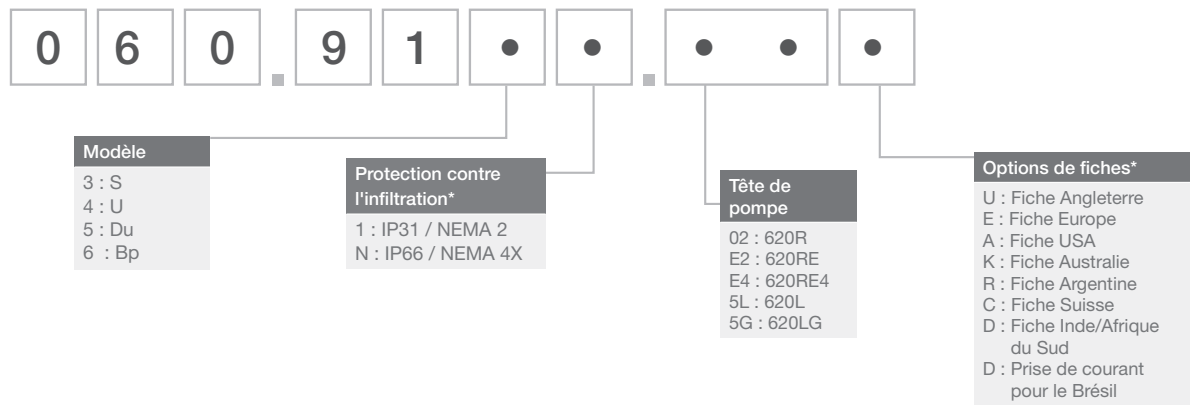 0 6 0 . 9 1 • • . • • •
Modèle
3 : S
4 : U
5 : Du
6 : Bp
Protection contre
l'infiltration*
1 : IP31 / NEMA 2
N : IP66 / NEMA 4X
Tête de
pompe
02 : 620R
E2 : 620RE
E4 : 620RE4
5L : 620L
5G : 620LG
Options de fiches*
U : Fiche Angleterre
E : Fiche Europe
A : Fiche USA
K : Fiche Australie
R : Fiche Argentine
C : Fiche Suisse
D : Fiche Inde/Afrique
du Sud
D : Prise de courant
pour le Brésil